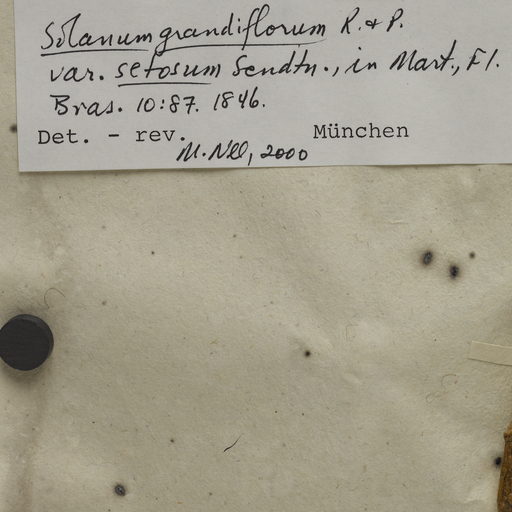 Solanum grandiflorum R. & P.
var. setosum Sendtn., in Mart., Fl.
Bras. 10:87. 1846.
Det. - rev. München
M. Nee, 2000